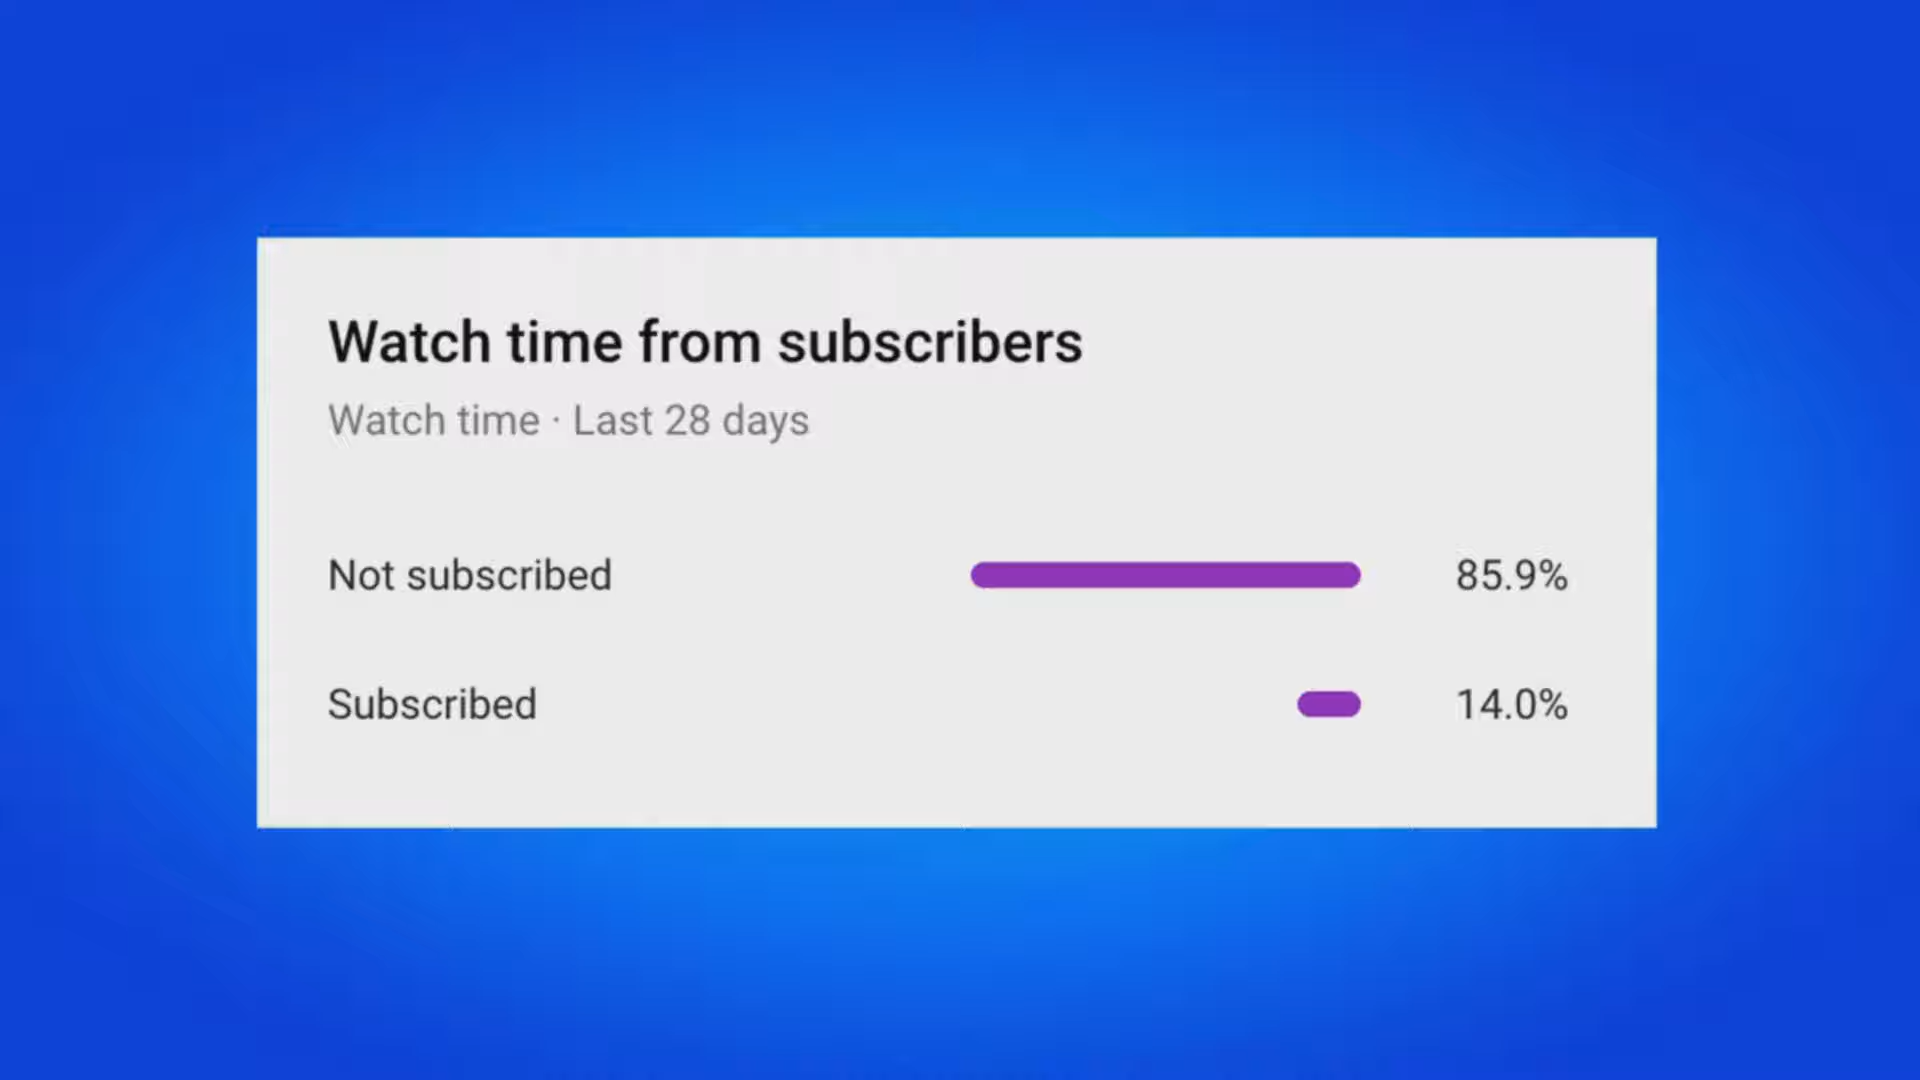 Watch time from subscribers
Watch time · Last 28 days
Not subscribed 85.9%
Subscribed 14.0%